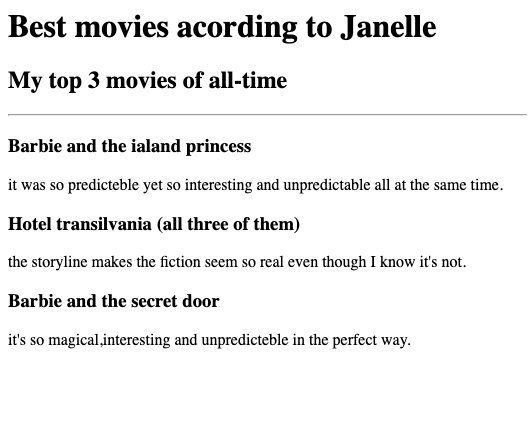 Best movies acording to Janelle
My top 3 movies of all-time
Barbie and the ialand princess
it was so predicteble yet so interesting and unpredictable all at the same time.
Hotel transilvania (all three of them)
the storyline makes the fiction seem so real even though I know it's not.
Barbie and the secret door
it's so magical,interesting and unpredicteble in the perfect way.